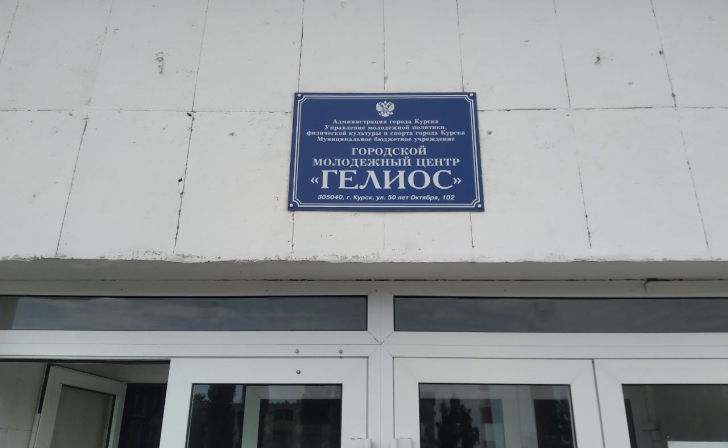 Администрация города Курска
Управление молодежной политики,
физической культуры и спорта города Курска
Муниципальное бюджетное учреждение
ГОРОДСКОЙ
МОЛОДЕЖНЫЙ ЦЕНТР
«ГЕЛИОС»
305040, г. Курск, ул. 50 лет Октября, 102